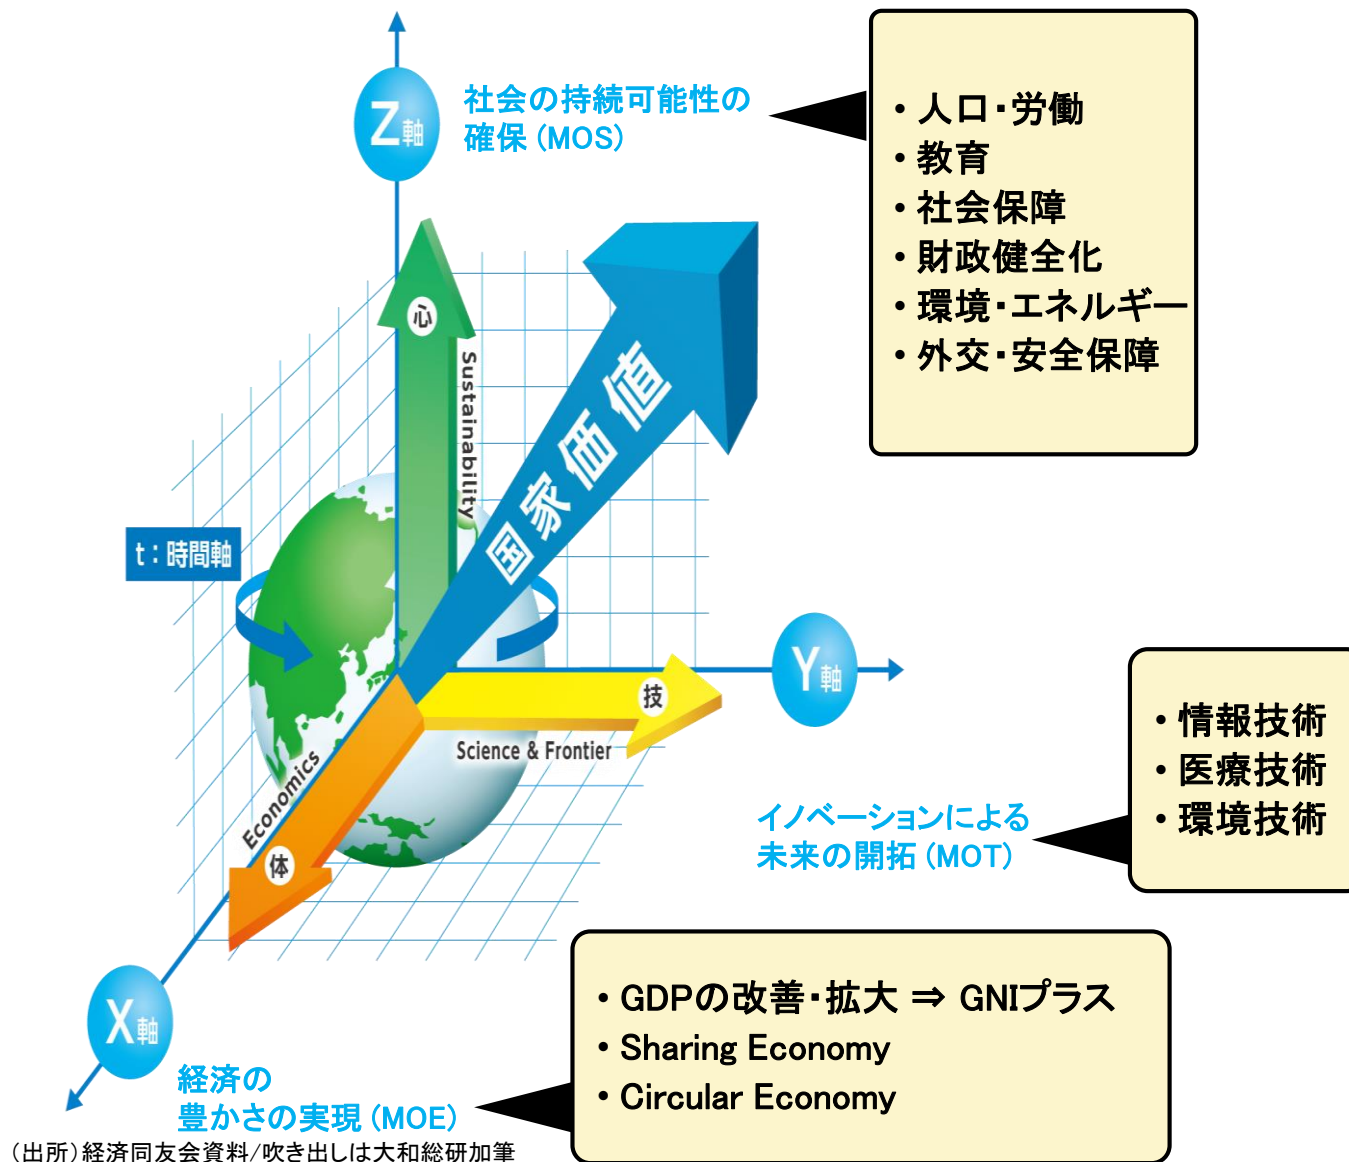 Z軸
社会の持続可能性の
確保 (MOS)
・人口・労働
・教育
・社会保障
・財政健全化
・環境・エネルギー
・外交・安全保障
心
Sustainability
国家価値
t：時間軸
Y軸
技
Science & Frontier
・情報技術
・医療技術
・環境技術
イノベーションによる
未来の開拓 (MOT)
Economics
体
X軸
経済の
豊かさの実現 (MOE)
・GDPの改善・拡大 ⇒ GNIプラス
・Sharing Economy
・Circular Economy
（出所）経済同友会資料/吹き出しは大和総研加筆